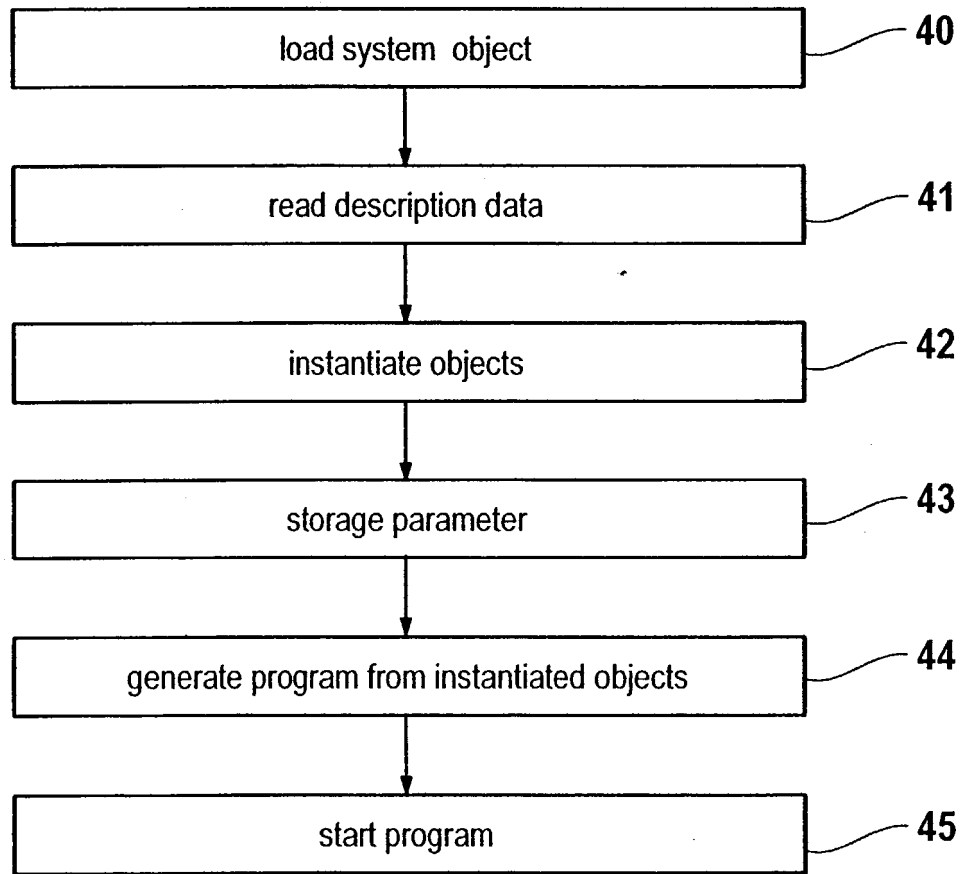 load system object
40
read description data
41
instantiate objects
42
storage parameter
43
generate program from instantiated objects
44
start program
45